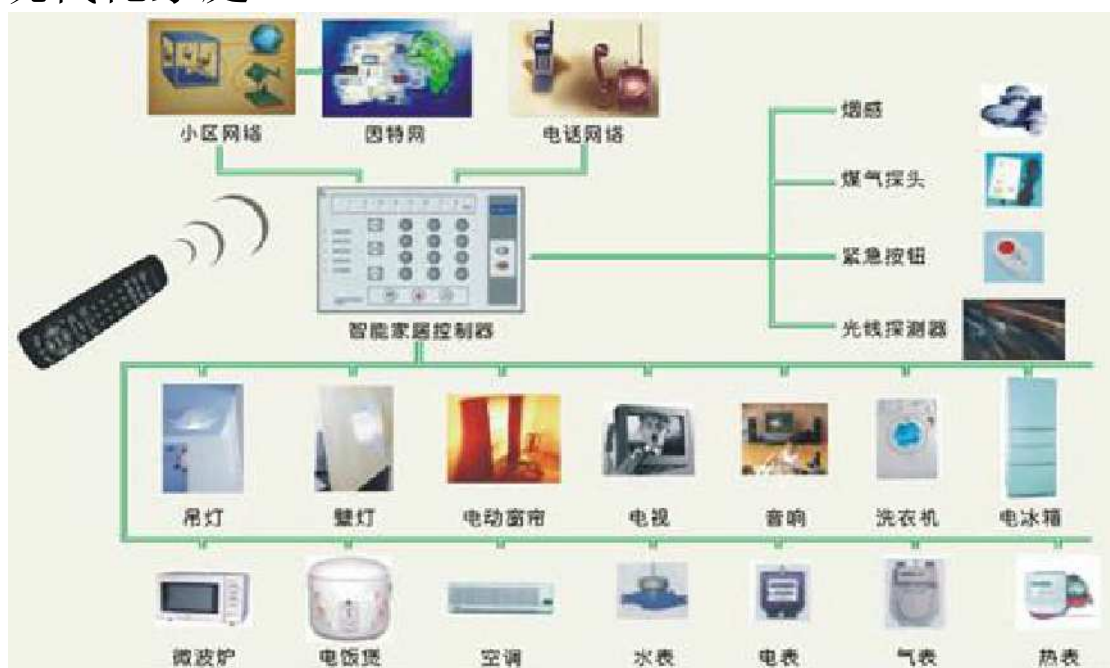 小区网络
因特网
电话网络
烟感
煤气探头
紧急按钮
光线探测器
智能家居控制器
吊灯
壁灯
电动窗帘
电视
音响
洗衣机
电冰箱
微波炉
电饭煲
空调
水表
电表
气表
热表